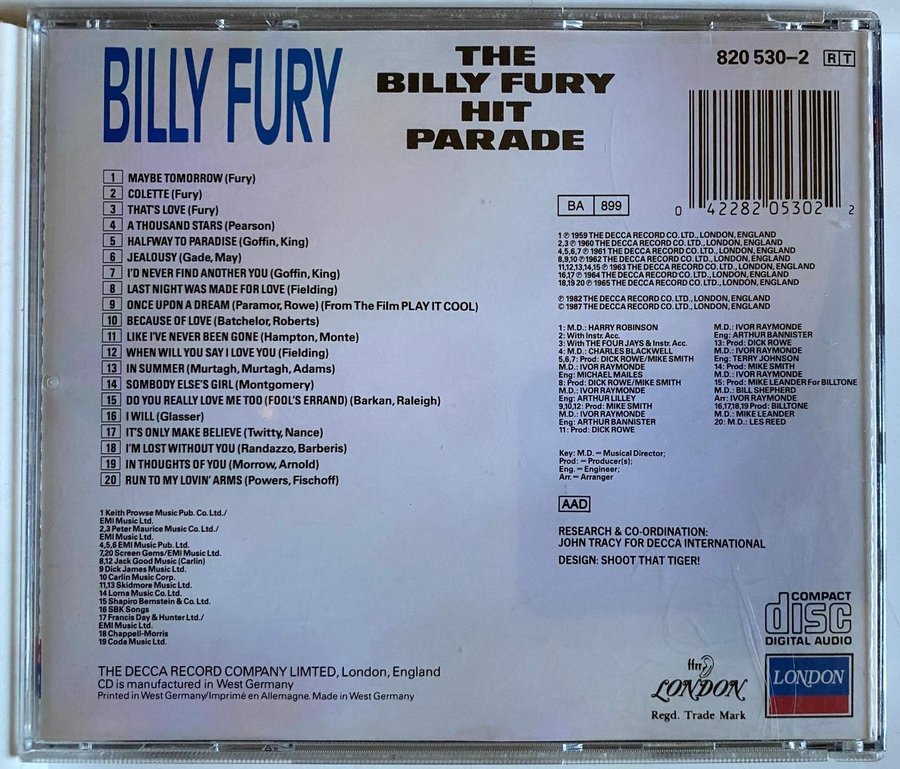 BILLY FURY
THE
BILLY FURY
HIT
PARADE
820 530-2 RT
0 42282 05302 2
BA 899
1 MAYBE TOMORROW (Fury)
2 COLETTE (Fury)
3 THAT'S LOVE (Fury)
4 A THOUSAND STARS (Pearson)
5 HALFWAY TO PARADISE (Goffin, King)
6 JEALOUSY (Gade, May)
7 I'D NEVER FIND ANOTHER YOU (Goffin, King)
8 LAST NIGHT WAS MADE FOR LOVE (Fielding)
9 ONCE UPON A DREAM (Paramor, Rowe) (From The Film PLAY IT COOL)
10 BECAUSE OF LOVE (Batchelor, Roberts)
11 LIKE I'VE NEVER BEEN GONE (Hampton, Monte)
12 WHEN WILL YOU SAY I LOVE YOU (Fielding)
13 IN SUMMER (Murtagh, Murtagh, Adams)
14 SOMBODY ELSE'S GIRL (Montgomery)
15 DO YOU REALLY LOVE ME TOO (FOOL'S ERRAND) (Barkan, Raleigh)
16 I WILL (Glasser)
17 IT'S ONLY MAKE BELIEVE (Twitty, Nance)
18 I'M LOST WITHOUT YOU (Randazzo, Barberis)
19 IN THOUGHTS OF YOU (Morrow, Arnold)
20 RUN TO MY LOVIN' ARMS (Powers, Fischoff)
1 Keith Prowse Music Pub. Co. Ltd./
EMI Music Ltd.
2,3 Peter Maurice Music Co. Ltd./
EMI Music Ltd.
4,5,6 EMI Music Pub. Ltd.
7,20 Screen Gems/EMI Music Ltd.
8,12 Jack Good Music (Carlin)
9 Dick James Music Ltd.
10 Carlin Music Corp.
11,13 Skidmore Music Ltd.
14 Lorna Music Co. Ltd.
15 Shapiro Bernstein & Co. Ltd.
16 SBK Songs
17 Francis Day & Hunter Ltd./
EMI Music Ltd.
18 Chappell-Morris
19 Coda Music Ltd.
1 ℗ 1959 THE DECCA RECORD CO. LTD., LONDON, ENGLAND
2,3 ℗ 1960 THE DECCA RECORD CO. LTD., LONDON, ENGLAND
4,5,6,7 ℗ 1961 THE DECCA RECORD CO. LTD., LONDON, ENGLAND
8,9,10 ℗ 1962 THE DECCA RECORD CO. LTD., LONDON, ENGLAND
11,12,13,14,15 ℗ 1963 THE DECCA RECORD CO. LTD., LONDON, ENGLAND
16,17 ℗ 1964 THE DECCA RECORD CO. LTD., LONDON, ENGLAND
18,19 20 ℗ 1965 THE DECCA RECORD CO. LTD., LONDON, ENGLAND
℗ 1982 THE DECCA RECORD CO. LTD., LONDON, ENGLAND
© 1987 THE DECCA RECORD CO. LTD., LONDON, ENGLAND
1: M.D.: HARRY ROBINSON
2: With Instr. Acc.
3: With THE FOUR JAYS & Instr. Acc.
4: M.D.: CHARLES BLACKWELL
5,6,7: Prod: DICK ROWE/MIKE SMITH
M.D.: IVOR RAYMONDE
Eng: MICHAEL MAILES
8: Prod: DICK ROWE/MIKE SMITH
M.D.: IVOR RAYMONDE
Eng: ARTHUR LILLEY
9,10,12: Prod: MIKE SMITH
M.D.: IVOR RAYMONDE
Eng: ARTHUR BANNISTER
11: Prod: DICK ROWE
M.D.: IVOR RAYMONDE
Eng: ARTHUR BANNISTER
13: Prod: DICK ROWE
M.D.: IVOR RAYMONDE
Eng: TERRY JOHNSON
14: Prod: MIKE SMITH
M.D.: IVOR RAYMONDE
15: Prod: MIKE LEANDER For BILLTONE
M.D.: BILL SHEPHERD
Arr: IVOR RAYMONDE
16,17,18,19 Prod: BILLTONE
M.D.: MIKE LEANDER
20: M.D.: LES REED
Key: M.D. = Musical Director;
Prod: = Producer(s);
Eng. = Engineer;
Arr. = Arranger
AAD
RESEARCH & CO-ORDINATION:
JOHN TRACY FOR DECCA INTERNATIONAL
DESIGN: SHOOT THAT TIGER!
COMPACT
disc
DIGITAL AUDIO
THE DECCA RECORD COMPANY LIMTED, London, England
CD is manufactured in West Germany
Printed in West Germany/Imprimé en Allemagne. Made in West Germany
ffrr
LONDON
Regd. Trade Mark
LONDON